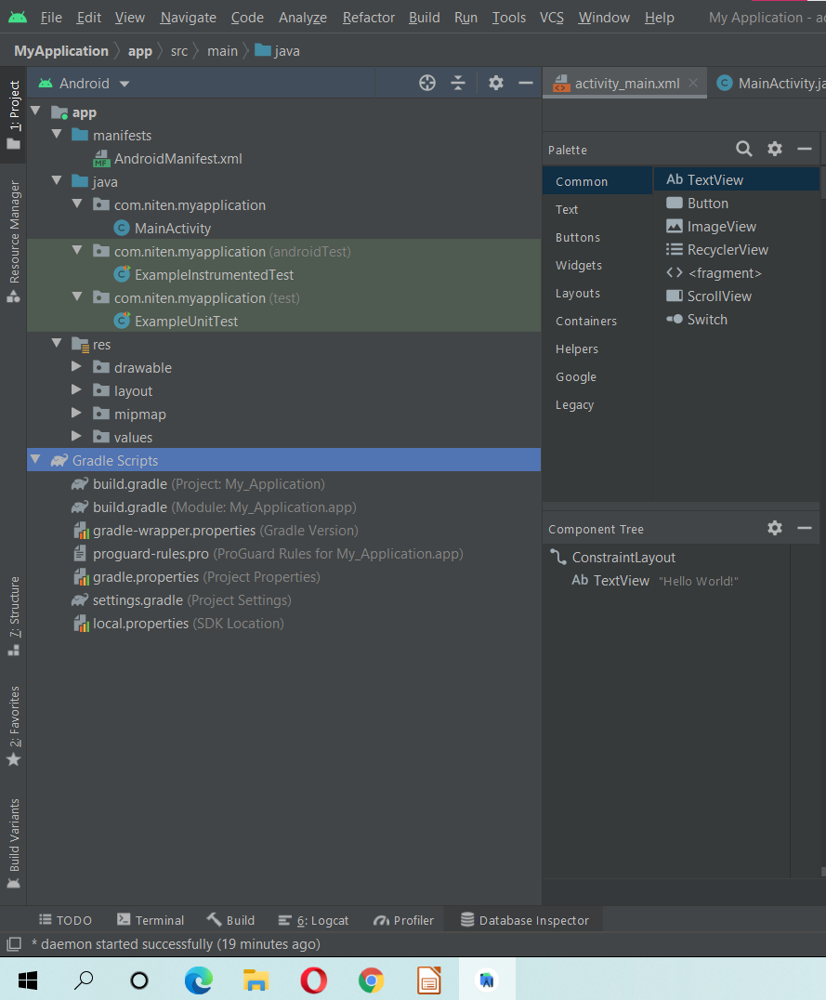 File Edit View Navigate Code Analyze Refactor Build Run Tools VCS Window Help My Application - ac
MyApplication app src main java
1: Project
Resource Manager
7: Structure
2: Favorites
Build Variants
Android
app
manifests
AndroidManifest.xml
java
com.niten.myapplication
MainActivity
com.niten.myapplication (androidTest)
ExampleInstrumentedTest
com.niten.myapplication (test)
ExampleUnitTest
res
drawable
layout
mipmap
values
Gradle Scripts
build.gradle (Project: My_Application)
build.gradle (Module: My_Application.app)
gradle-wrapper.properties (Gradle Version)
proguard-rules.pro (ProGuard Rules for My_Application.app)
gradle.properties (Project Properties)
settings.gradle (Project Settings)
local.properties (SDK Location)
activity_main.xml MainActivity.ja
Palette
Common
Text
Buttons
Widgets
Layouts
Containers
Helpers
Google
Legacy
Ab TextView
Button
ImageView
RecyclerView
<fragment>
ScrollView
Switch
Component Tree
ConstraintLayout
Ab TextView "Hello World!"
TODO Terminal Build 6: Logcat Profiler Database Inspector
* daemon started successfully (19 minutes ago)